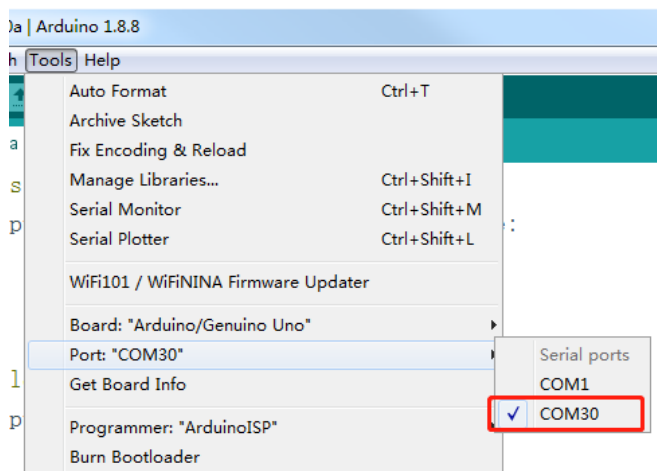 0a | Arduino 1.8.8
h Tools Help
a
Auto Format Ctrl+T
Archive Sketch
Fix Encoding & Reload
s
Manage Libraries... Ctrl+Shift+I
p
Serial Monitor Ctrl+Shift+M
:
Serial Plotter Ctrl+Shift+L
WiFi101 / WiFiNINA Firmware Updater
Board: "Arduino/Genuino Uno"
Port: "COM30"
Serial ports
l
Get Board Info
COM1
p
Programmer: "ArduinoISP"
COM30
Burn Bootloader